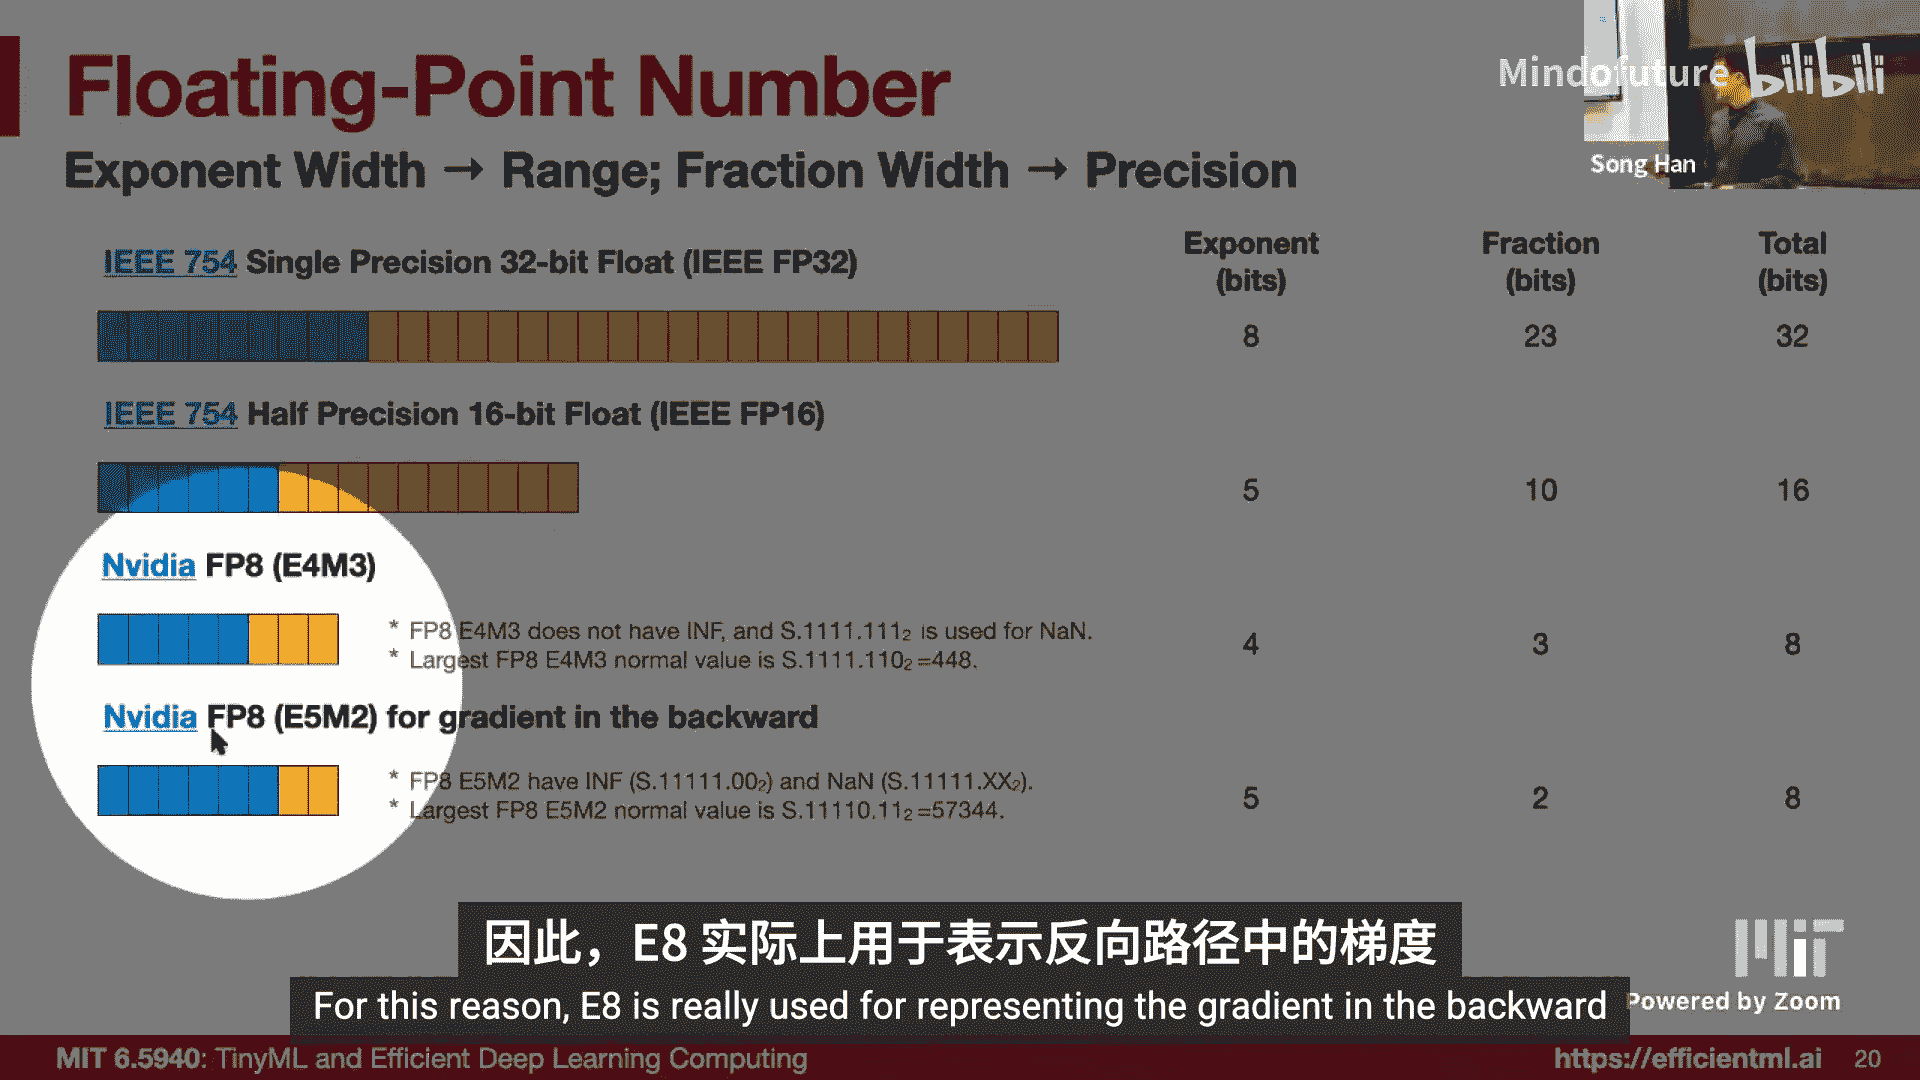 Floating-Point Number
Mindofuture bilibili
Song Han
Exponent Width → Range; Fraction Width → Precision
Exponent (bits)
Fraction (bits)
Total (bits)
IEEE 754 Single Precision 32-bit Float (IEEE FP32)
8 23 32
IEEE 754 Half Precision 16-bit Float (IEEE FP16)
5 10 16
Nvidia FP8 (E4M3)
* FP8 E4M3 does not have INF, and S.1111.111₂ is used for NaN.
* Largest FP8 E4M3 normal value is S.1111.110₂ =448.
4 3 8
Nvidia FP8 (E5M2) for gradient in the backward
* FP8 E5M2 have INF (S.11111.00₂) and NaN (S.11111.XX₂).
* Largest FP8 E5M2 normal value is S.11110.11₂ =57344.
5 2 8
因此，E8 实际上用于表示反向路径中的梯度
For this reason, E8 is really used for representing the gradient in the backward
MIT
Powered by Zoom
MIT 6.5940: TinyML and Efficient Deep Learning Computing
https://efficientml.ai 20